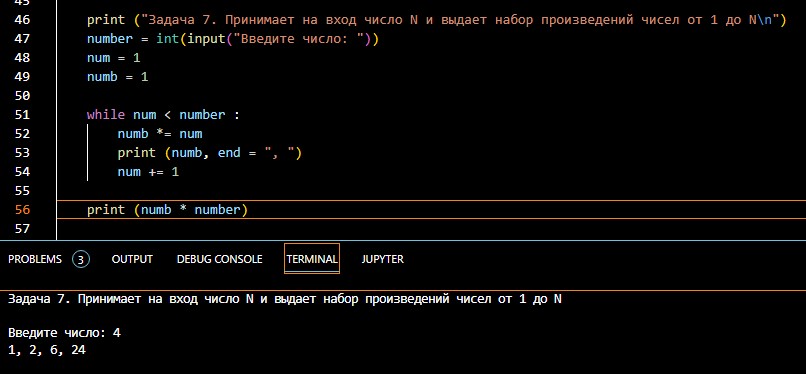 45
46 print ("Задача 7. Принимает на вход число N и выдает набор произведений чисел от 1 до N\n")
47 number = int(input("Введите число: "))
48 num = 1
49 numb = 1
50
51 while num < number :
52 numb *= num
53 print (numb, end = ", ")
54 num += 1
55
56 print (numb * number)
57
PROBLEMS 3 OUTPUT DEBUG CONSOLE TERMINAL JUPYTER
Задача 7. Принимает на вход число N и выдает набор произведений чисел от 1 до N
Введите число: 4
1, 2, 6, 24